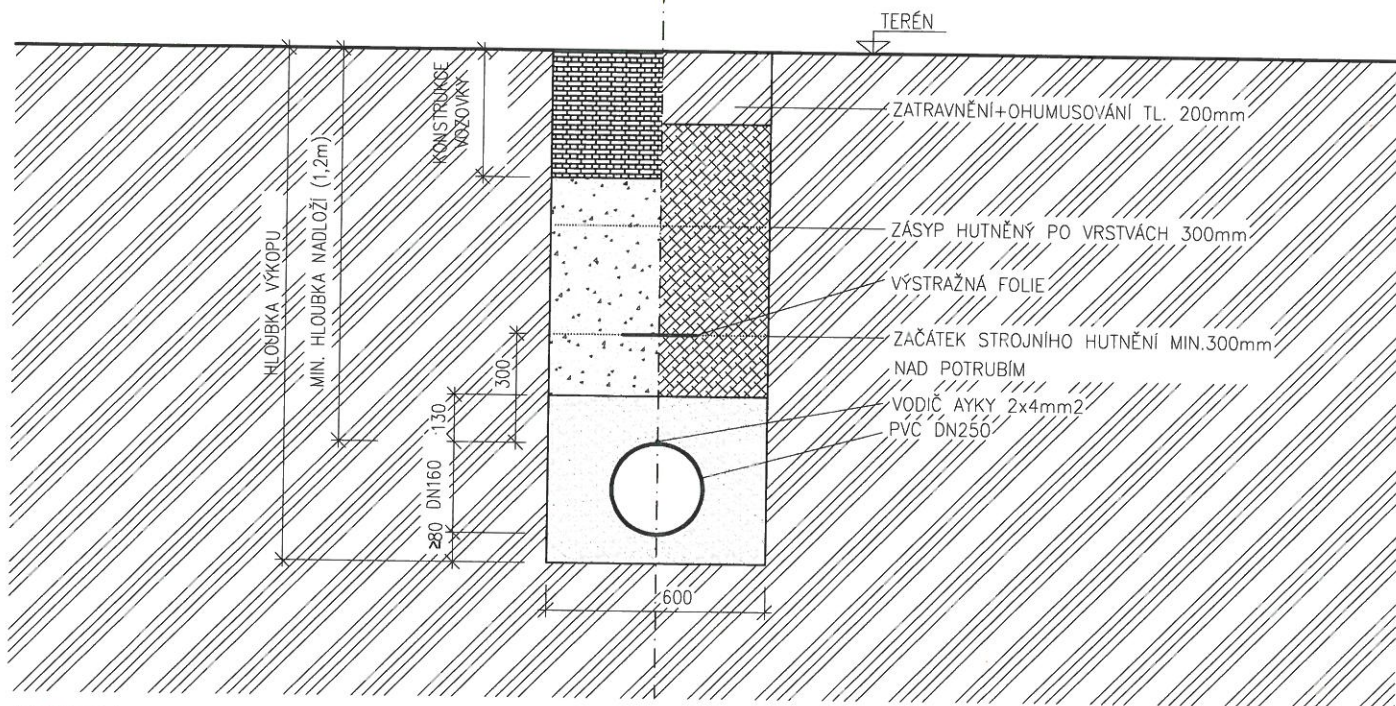 TERÉN
ZATRAVNĚNÍ+OHUMUSOVÁNÍ TL. 200mm
ZÁSYP HUTNĚNÝ PO VRSTVÁCH 300mm
VÝSTRAŽNÁ FOLIE
ZAČÁTEK STROJNÍHO HUTNĚNÍ MIN.300mm
NAD POTRUBÍM
VODIČ AYKY 2x4mm2
PVC DN250
HLOUBKA VÝKOPU
MIN. HLOUBKA NADLOŽÍ (1,2m)
KONSTRUKCE
VOZOVKY
300
130
≥80 DN160
600